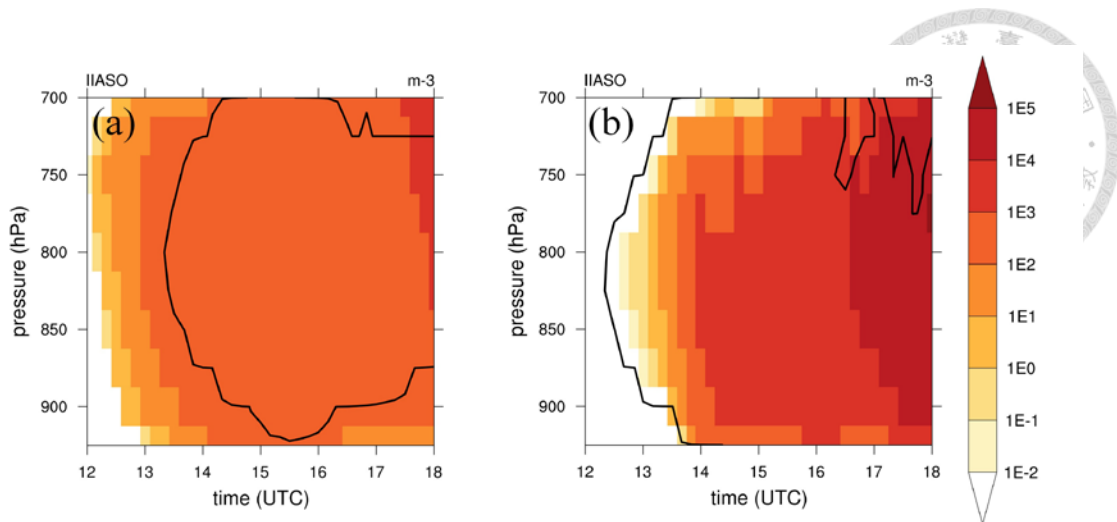 IIASO m-3
(a)
700
750
800
850
900
pressure (hPa)
12 13 14 15 16 17 18
time (UTC)
IIASO m-3
(b)
700
750
800
850
900
pressure (hPa)
12 13 14 15 16 17 18
time (UTC)
1E5
1E4
1E3
1E2
1E1
1E0
1E-1
1E-2